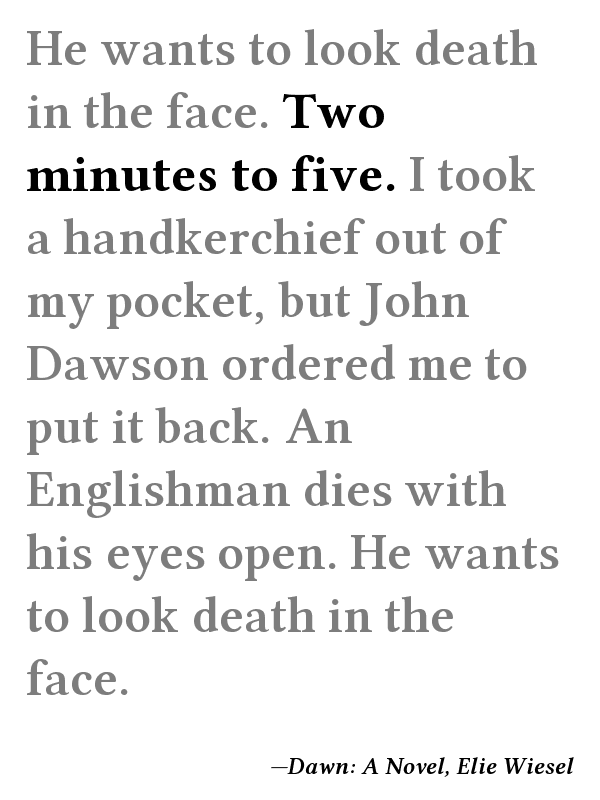 He wants to look death
in the face. Two
minutes to five. I took
a handkerchief out of
my pocket, but John
Dawson ordered me to
put it back. An
Englishman dies with
his eyes open. He wants
to look death in the
face.
—Dawn: A Novel, Elie Wiesel